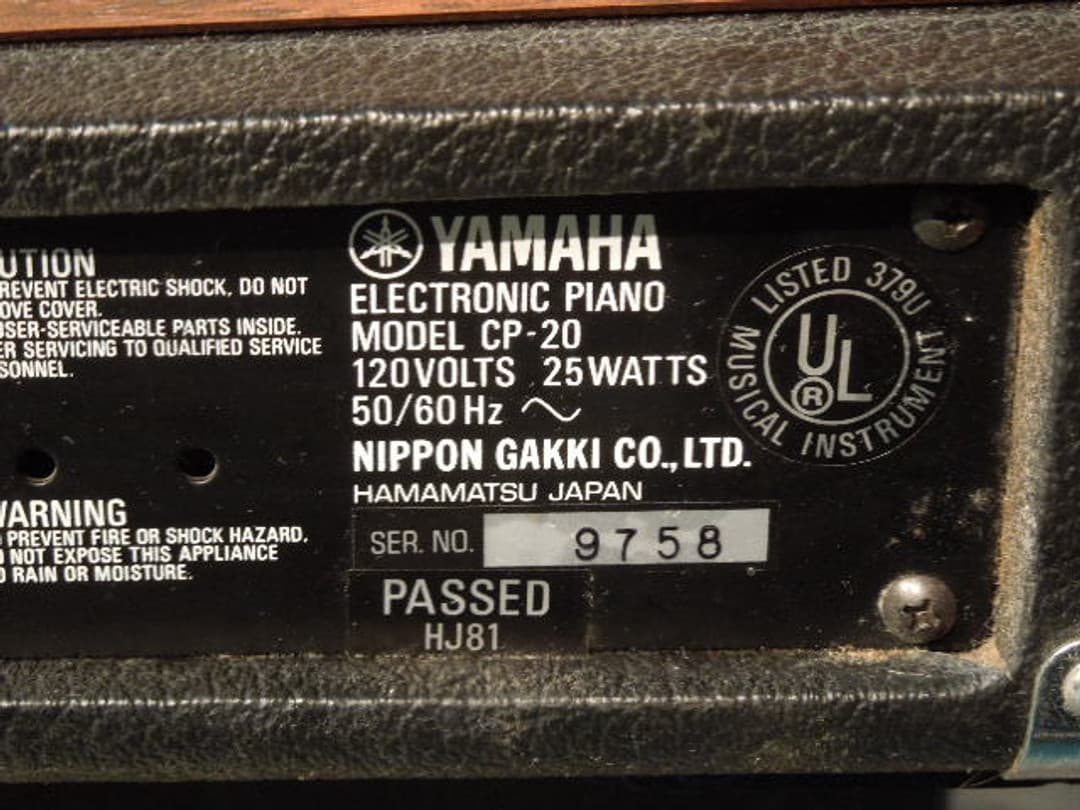 UTION
REVENT ELECTRIC SHOCK, DO NOT
OVE COVER.
USER-SERVICEABLE PARTS INSIDE.
ER SERVICING TO QUALIFIED SERVICE
SONNEL.
WARNING
PREVENT FIRE OR SHOCK HAZARD,
NOT EXPOSE THIS APPLIANCE
RAIN OR MOISTURE.
YAMAHA
ELECTRONIC PIANO
MODEL CP-20
120VOLTS 25WATTS
50/60Hz
NIPPON GAKKI CO., LTD.
HAMAMATSU JAPAN
SER. NO. 9758
PASSED
HJ81
LISTED 379U
UL ®
MUSICAL INSTRUMENT